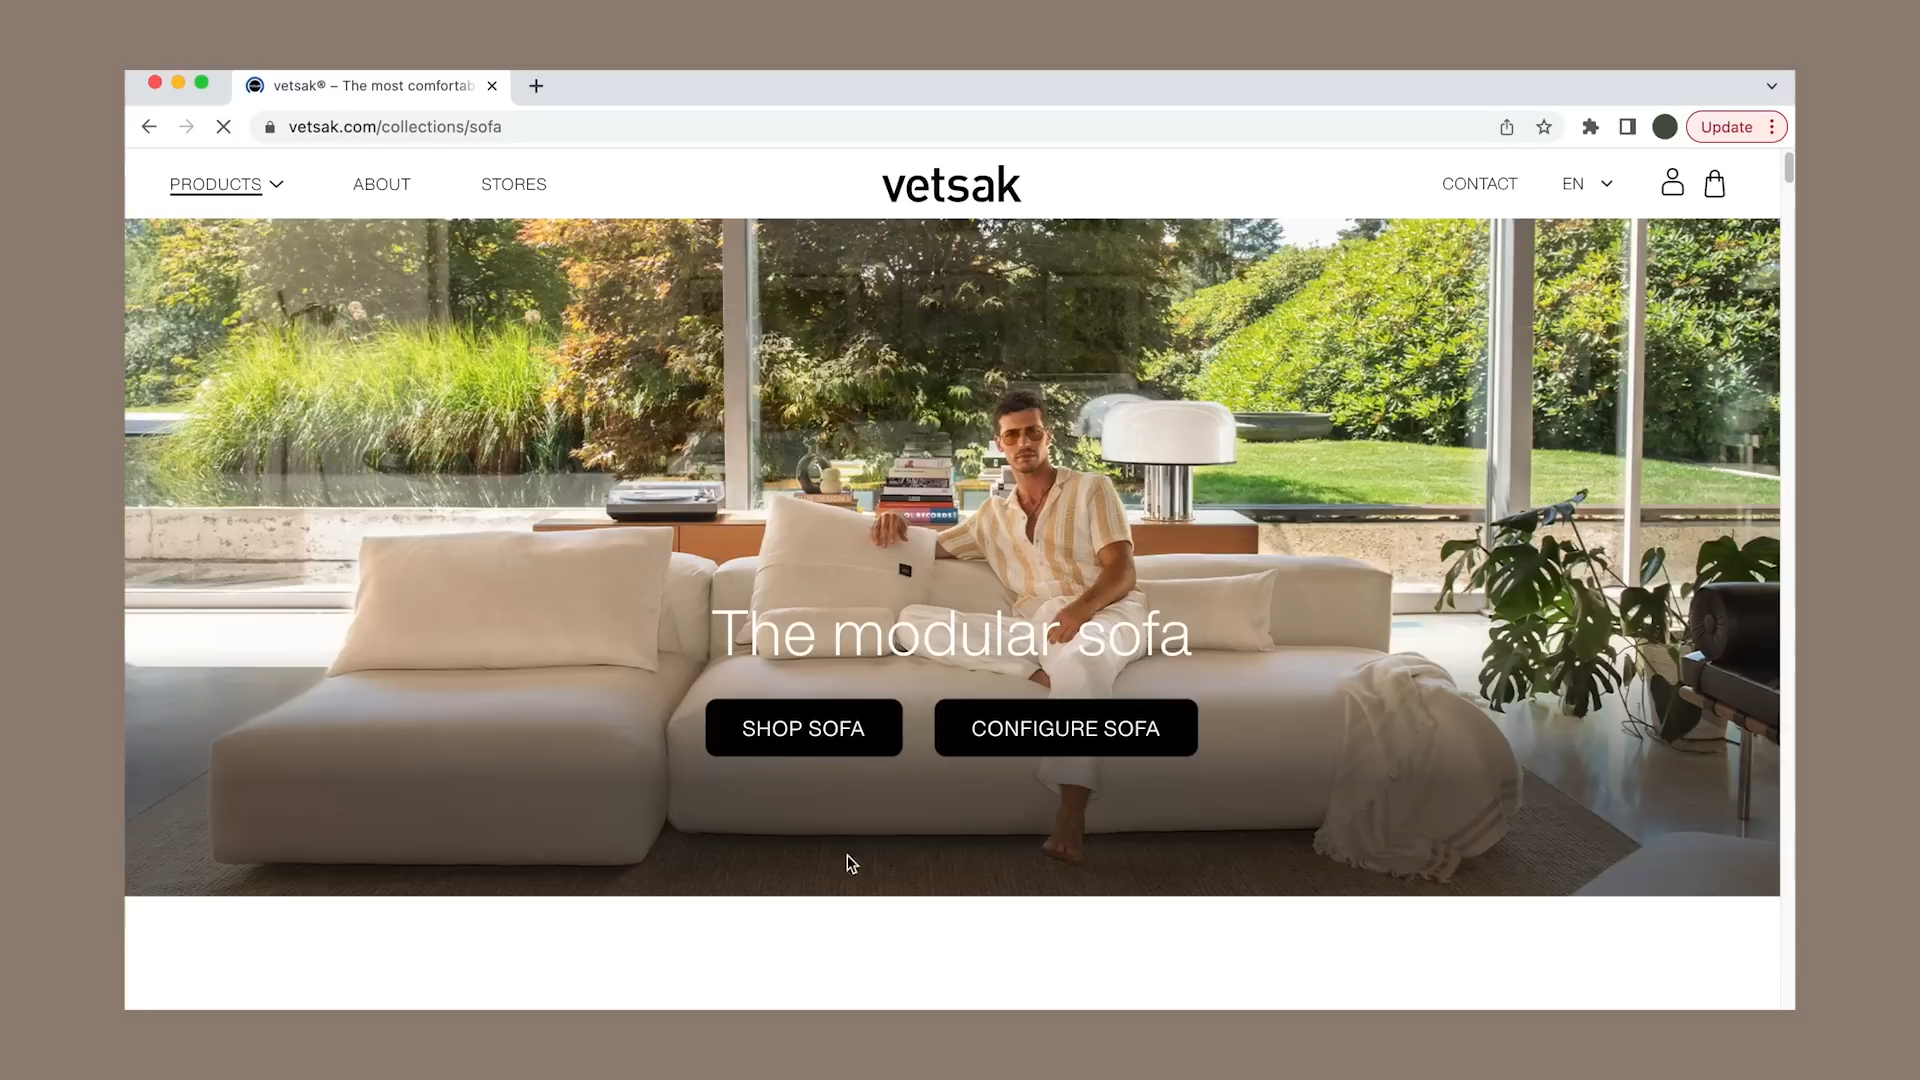 vetsak® – The most comfortab
vetsak.com/collections/sofa
Update
PRODUCTS
ABOUT
STORES
vetsak
CONTACT
EN
RECORDS
The modular sofa
SHOP SOFA
CONFIGURE SOFA